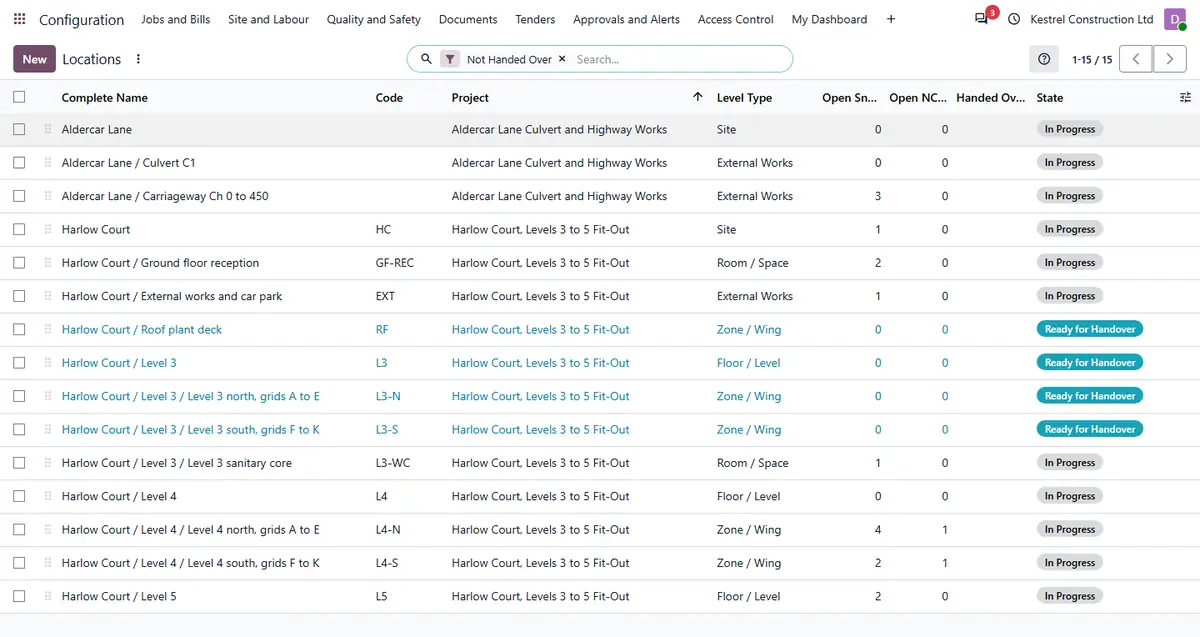 Configuration Jobs and Bills Site and Labour Quality and Safety Documents Tenders Approvals and Alerts Access Control My Dashboard + 3 Kestrel Construction Ltd D
New Locations Not Handed Over × Search... 1-15 / 15
Complete Name Code Project Level Type Open Sn... Open NC... Handed Ov... State
Aldercar Lane Aldercar Lane Culvert and Highway Works Site 0 0 In Progress
Aldercar Lane / Culvert C1 Aldercar Lane Culvert and Highway Works External Works 0 0 In Progress
Aldercar Lane / Carriageway Ch 0 to 450 Aldercar Lane Culvert and Highway Works External Works 3 0 In Progress
Harlow Court HC Harlow Court, Levels 3 to 5 Fit-Out Site 1 0 In Progress
Harlow Court / Ground floor reception GF-REC Harlow Court, Levels 3 to 5 Fit-Out Room / Space 2 0 In Progress
Harlow Court / External works and car park EXT Harlow Court, Levels 3 to 5 Fit-Out External Works 1 0 In Progress
Harlow Court / Roof plant deck RF Harlow Court, Levels 3 to 5 Fit-Out Zone / Wing 0 0 Ready for Handover
Harlow Court / Level 3 L3 Harlow Court, Levels 3 to 5 Fit-Out Floor / Level 0 0 Ready for Handover
Harlow Court / Level 3 / Level 3 north, grids A to E L3-N Harlow Court, Levels 3 to 5 Fit-Out Zone / Wing 0 0 Ready for Handover
Harlow Court / Level 3 / Level 3 south, grids F to K L3-S Harlow Court, Levels 3 to 5 Fit-Out Zone / Wing 0 0 Ready for Handover
Harlow Court / Level 3 / Level 3 sanitary core L3-WC Harlow Court, Levels 3 to 5 Fit-Out Room / Space 1 0 In Progress
Harlow Court / Level 4 L4 Harlow Court, Levels 3 to 5 Fit-Out Floor / Level 0 0 In Progress
Harlow Court / Level 4 / Level 4 north, grids A to E L4-N Harlow Court, Levels 3 to 5 Fit-Out Zone / Wing 4 1 In Progress
Harlow Court / Level 4 / Level 4 south, grids F to K L4-S Harlow Court, Levels 3 to 5 Fit-Out Zone / Wing 2 1 In Progress
Harlow Court / Level 5 L5 Harlow Court, Levels 3 to 5 Fit-Out Floor / Level 2 0 In Progress